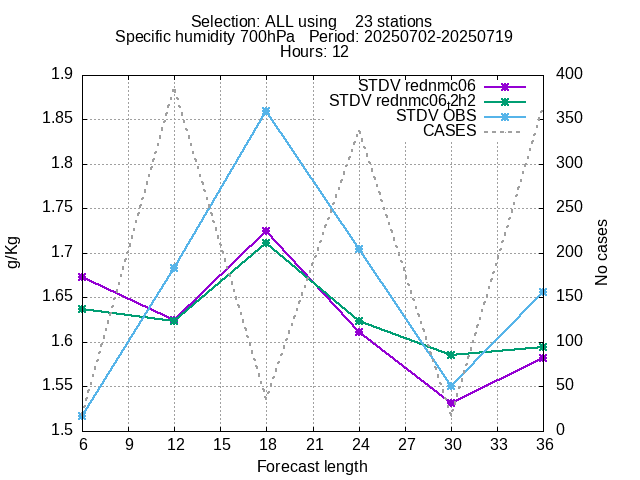 Selection: ALL using    23 stations
Specific humidity 700hPa   Period: 20250702-20250719
Hours: 12
STDV rednmc06
STDV rednmc06,2h2
STDV OBS
CASES
1.9
1.85
1.8
1.75
1.7
1.65
1.6
1.55
1.5
400
350
300
250
200
150
100
50
0
g/Kg
No cases
6 9 12 15 18 21 24 27 30 33 36
Forecast length